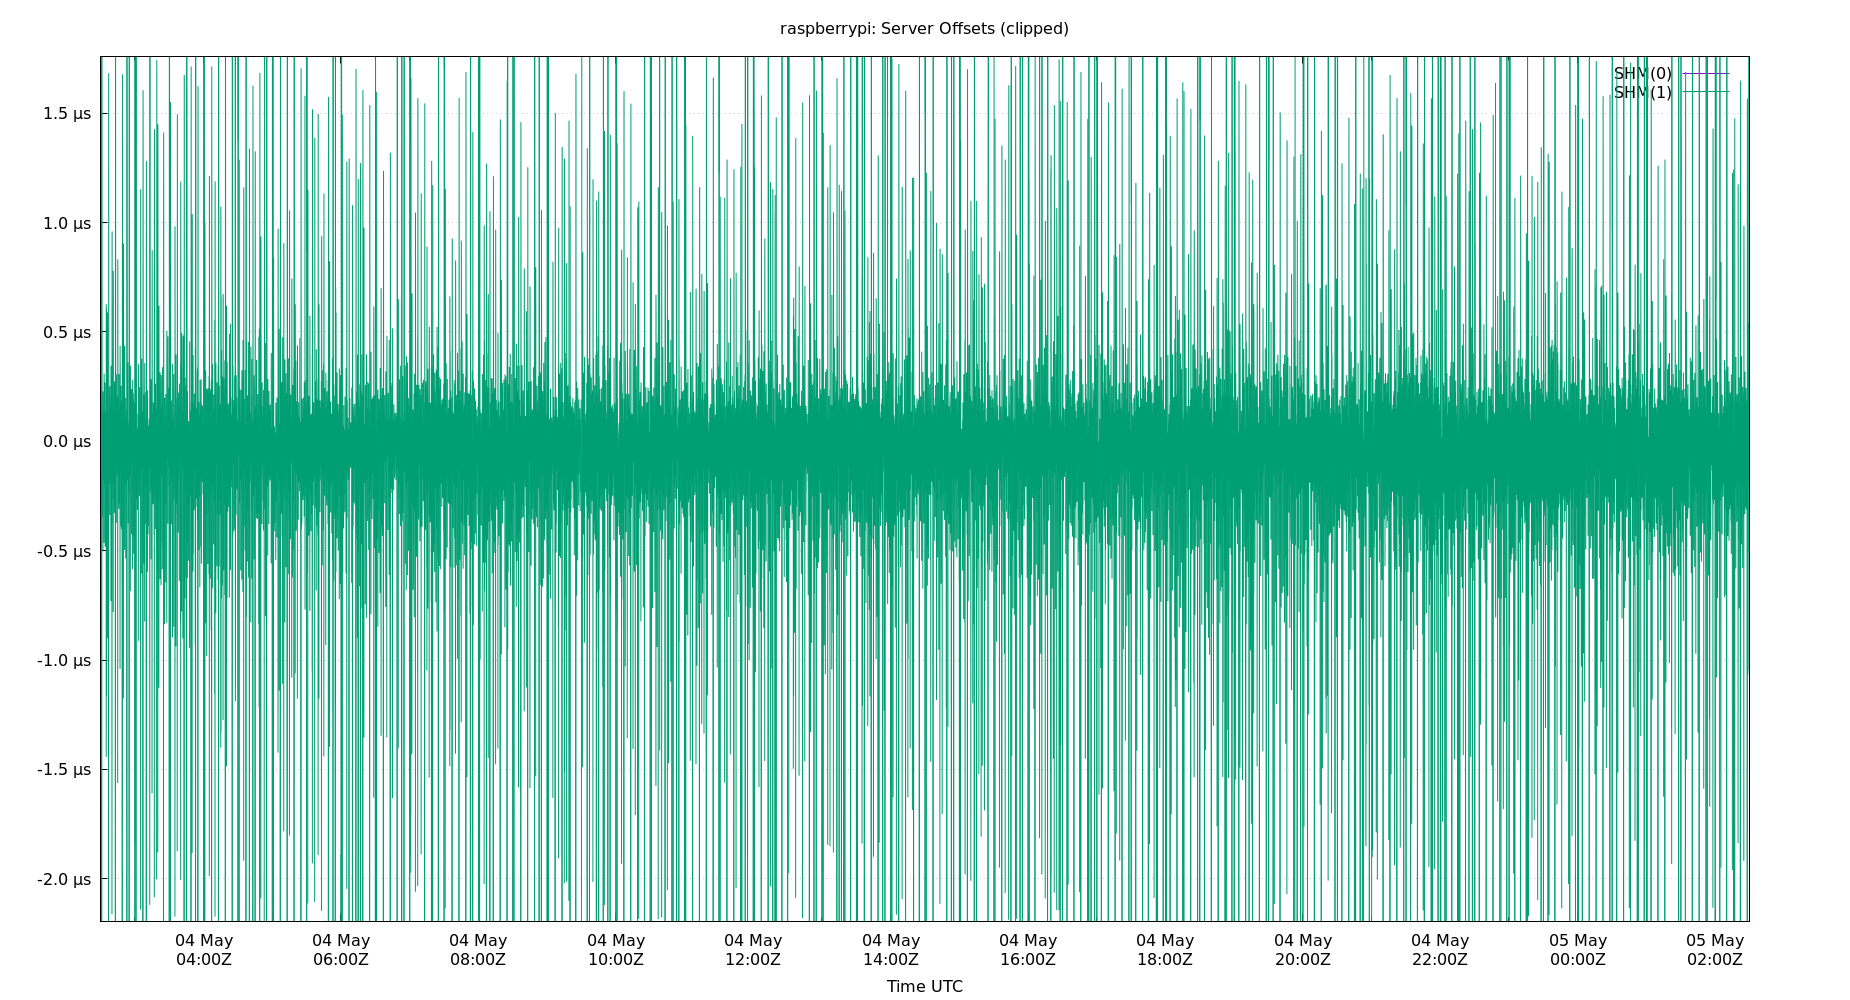 raspberrypi: Server Offsets (clipped)
SHM(0)
SHM(1)
1.5 µs
1.0 µs
0.5 µs
0.0 µs
-0.5 µs
-1.0 µs
-1.5 µs
-2.0 µs
04 May 04 May 04 May 04 May 04 May 04 May 04 May 04 May 04 May 04 May 05 May 05 May
04:00Z 06:00Z 08:00Z 10:00Z 12:00Z 14:00Z 16:00Z 18:00Z 20:00Z 22:00Z 00:00Z 02:00Z
Time UTC